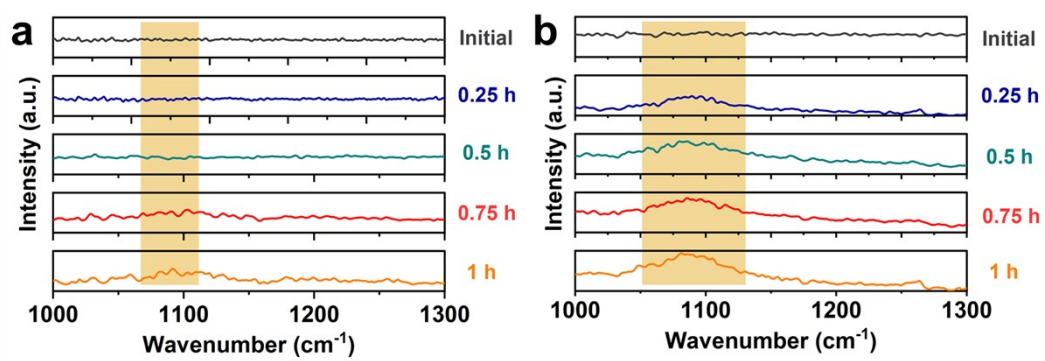 a
Intensity (a.u.)
Initial
0.25 h
0.5 h
0.75 h
1 h
1000 1100 1200 1300
Wavenumber (cm⁻¹)
b
Intensity (a.u.)
Initial
0.25 h
0.5 h
0.75 h
1 h
1000 1100 1200 1300
Wavenumber (cm⁻¹)